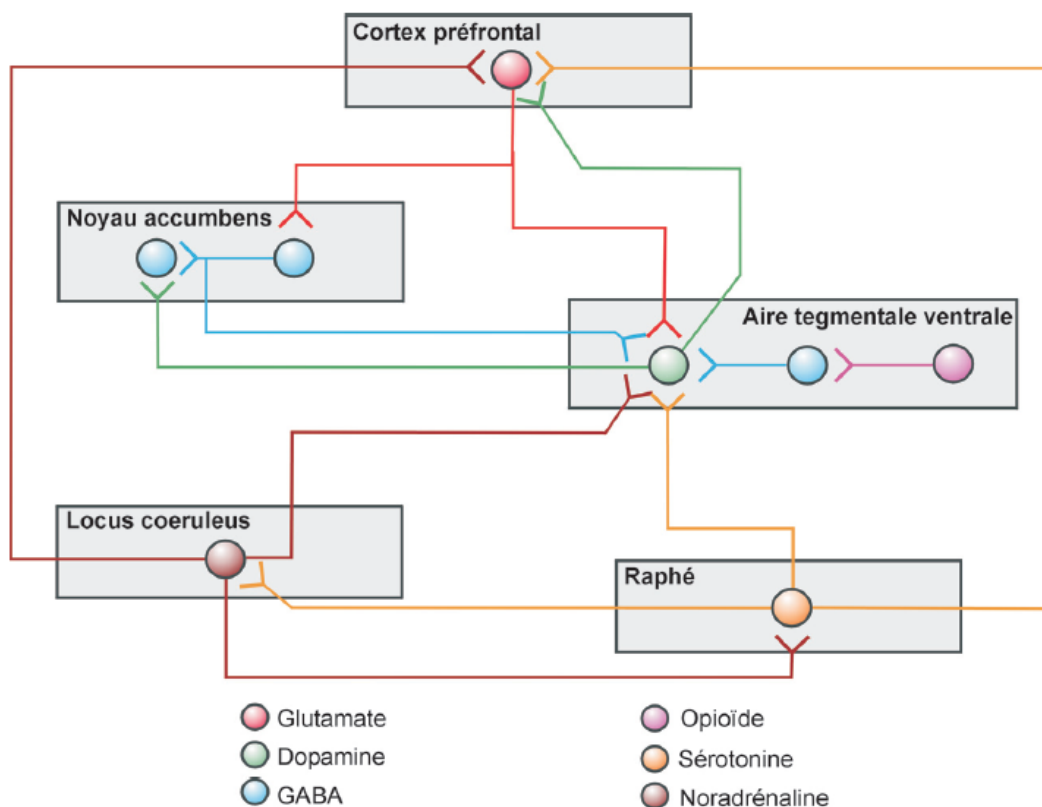 Cortex préfrontal
Noyau accumbens
Aire tegmentale ventrale
Locus coeruleus
Raphé
Glutamate
Dopamine
GABA
Opioïde
Sérotonine
Noradrénaline